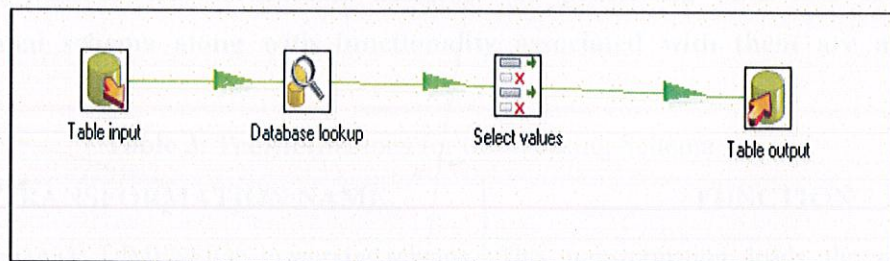 Table input
Database lookup
Select values
Table output